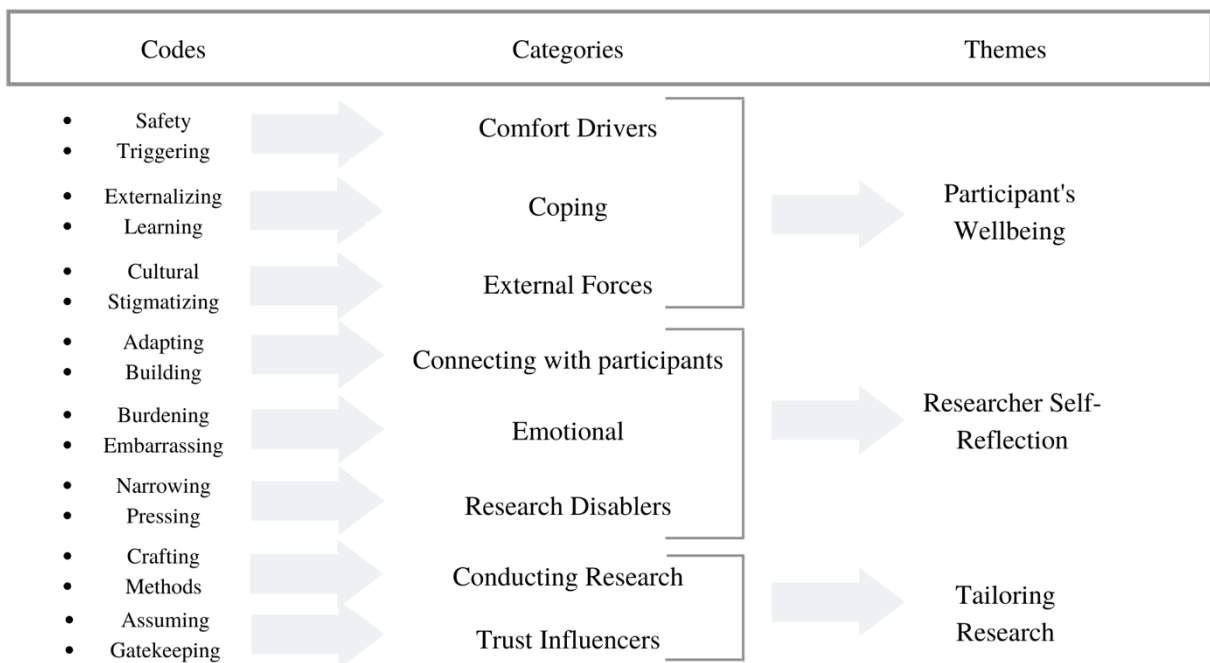 Codes Categories Themes
• Safety
• Triggering
Comfort Drivers
• Externalizing
• Learning
Coping
• Cultural
• Stigmatizing
External Forces
Participant's
Wellbeing
• Adapting
• Building
Connecting with participants
• Burdening
• Embarrassing
Emotional
• Narrowing
• Pressing
Research Disablers
Researcher Self-
Reflection
• Crafting
• Methods
Conducting Research
• Assuming
• Gatekeeping
Trust Influencers
Tailoring
Research